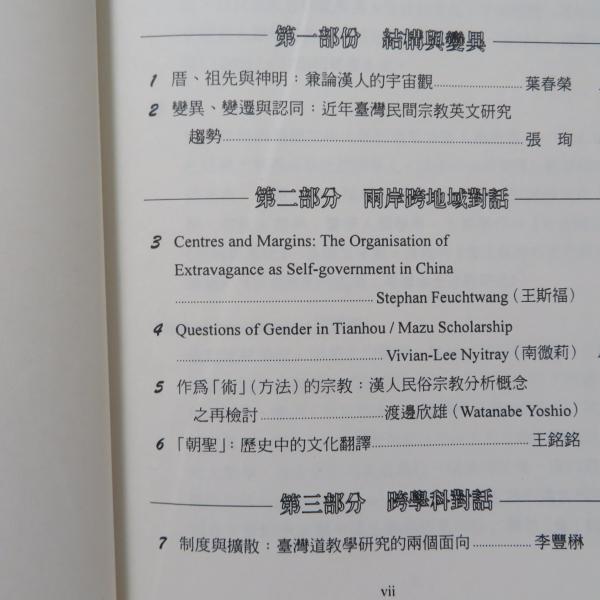 第一部份 結構與變異
1 厝、祖先與神明：兼論漢人的宇宙觀……葉春榮
2 變異、變遷與認同：近年臺灣民間宗教英文研究
趨勢……張 珣
第二部分 兩岸跨地域對話
3 Centres and Margins: The Organisation of
Extravagance as Self-government in China
……Stephan Feuchtwang（王斯福）
4 Questions of Gender in Tianhou / Mazu Scholarship
……Vivian-Lee Nyitray（南微莉）
5 作為「術」（方法）的宗教：漢人民俗宗教分析概念
之再檢討……渡邊欣雄（Watanabe Yoshio）
6 「朝聖」：歷史中的文化翻譯……王銘銘
第三部分 跨學科對話
7 制度與擴散：臺灣道教學研究的兩個面向……李豐楙
vii